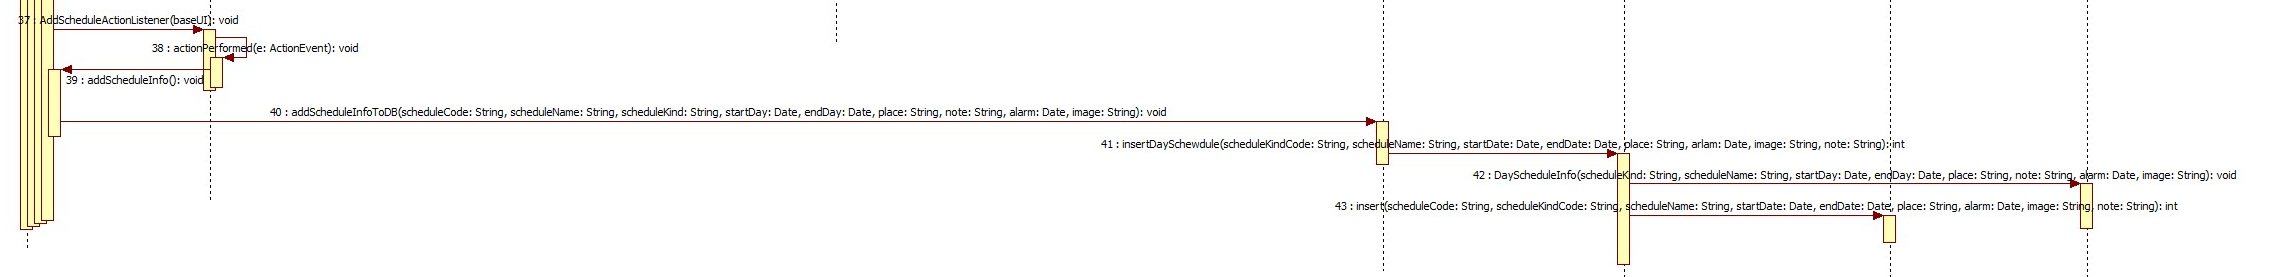 37 : AddScheduleActionListener(baseUI): void
38 : actionPerformed(e: ActionEvent): void
39 : addScheduleInfo(): void
40 : addScheduleInfoToDB(scheduleCode: String, scheduleName: String, scheduleKind: String, startDay: Date, endDay: Date, place: String, note: String, alarm: Date, image: String): void
41 : insertDaySchewdule(scheduleKindCode: String, scheduleName: String, startDate: Date, endDate: Date, place: String, arlam: Date, image: String, note: String): int
42 : DayScheduleInfo(scheduleKind: String, scheduleName: String, startDay: Date, endDay: Date, place: String, note: String, alarm: Date, image: String): void
43 : insert(scheduleCode: String, scheduleKindCode: String, scheduleName: String, startDate: Date, endDate: Date, place: String, alarm: Date, image: String, note: String): int